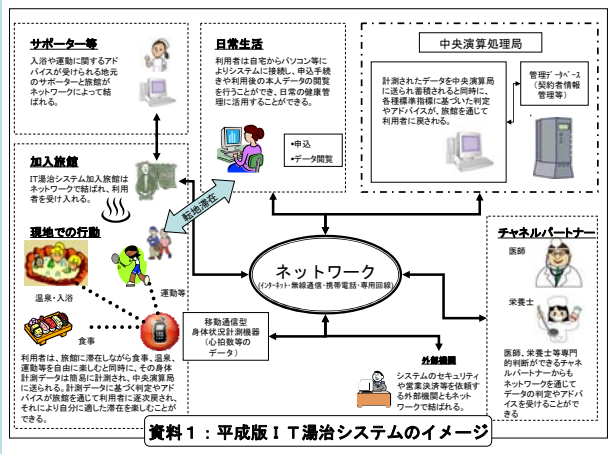 サポーター等
入浴や運動に関するアド
バイスが受けられる地元
のサポーターと旅館が
ネットワークによって結
ばれる。
日常生活
利用者は自宅からパソコン等に
よりシステムに接続し、申込手続
きや利用後の本人データの閲覧
を行うことができ、日常の健康管
理に活用することができる。
•申込
•データ閲覧
中央演算処理局
計測されたデータを中央演算局
に送られ蓄積されると同時に、
各種標準指標に基づいた判定
やアドバイスが、旅館を通じて
利用者に戻される。
管理データベース
(契約者情報
管理等)
加入旅館
IT湯治システム加入旅館は
ネットワークで結ばれ、利用
者を受け入れる。
転地滞在
現地での行動
温泉・入浴
運動等
食事
利用者は、旅館に滞在しながら食事、温泉、
運動等を自由に楽しむと同時に、その身体
計測データは簡易に計測され、中央演算局
に送られる。計測データに基づく判定やアド
バイスが旅館を通じて利用者に逐次戻され、
それにより自分に適した滞在を楽しむことが
できる。
移動通信型
身体状況計測機器
(心拍数等の
データ)
ネットワーク
(インターネット・無線通信・携帯電話・専用回線)
外部機関
システムのセキュリティ
や営業決済等を依頼す
る外部機関ともネットワ
ークで結ばれる。
チャネルパートナー
医師
栄養士
医師、栄養士等専門
的判断ができるチャネ
ルパートナーからも
ネットワークを通じて
データの判定やアドバ
イスを受けることがで
きる
資料1:平成版IT湯治システムのイメージ